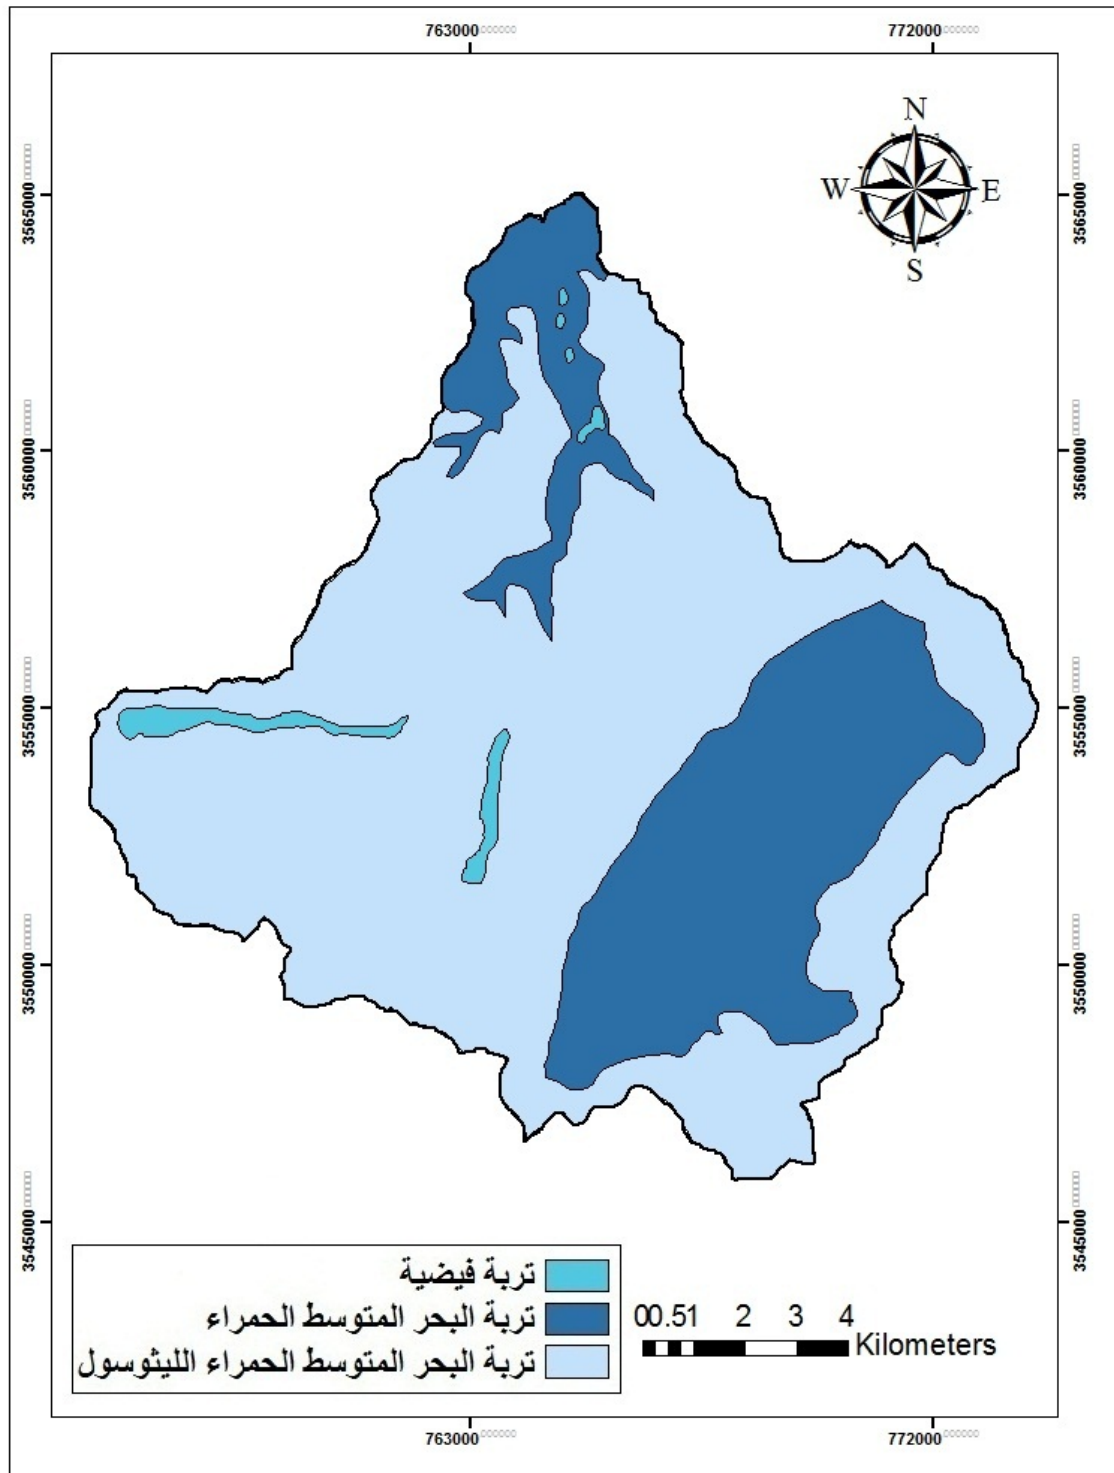 763000 772000
N
W E
S
3565000 3565000
3560000 3560000
3555000 3555000
3550000 3550000
3545000 3545000
تربة فيضية
تربة البحر المتوسط الحمراء
تربة البحر المتوسط الحمراء الليثوسول
00.51 2 3 4
Kilometers
763000 772000